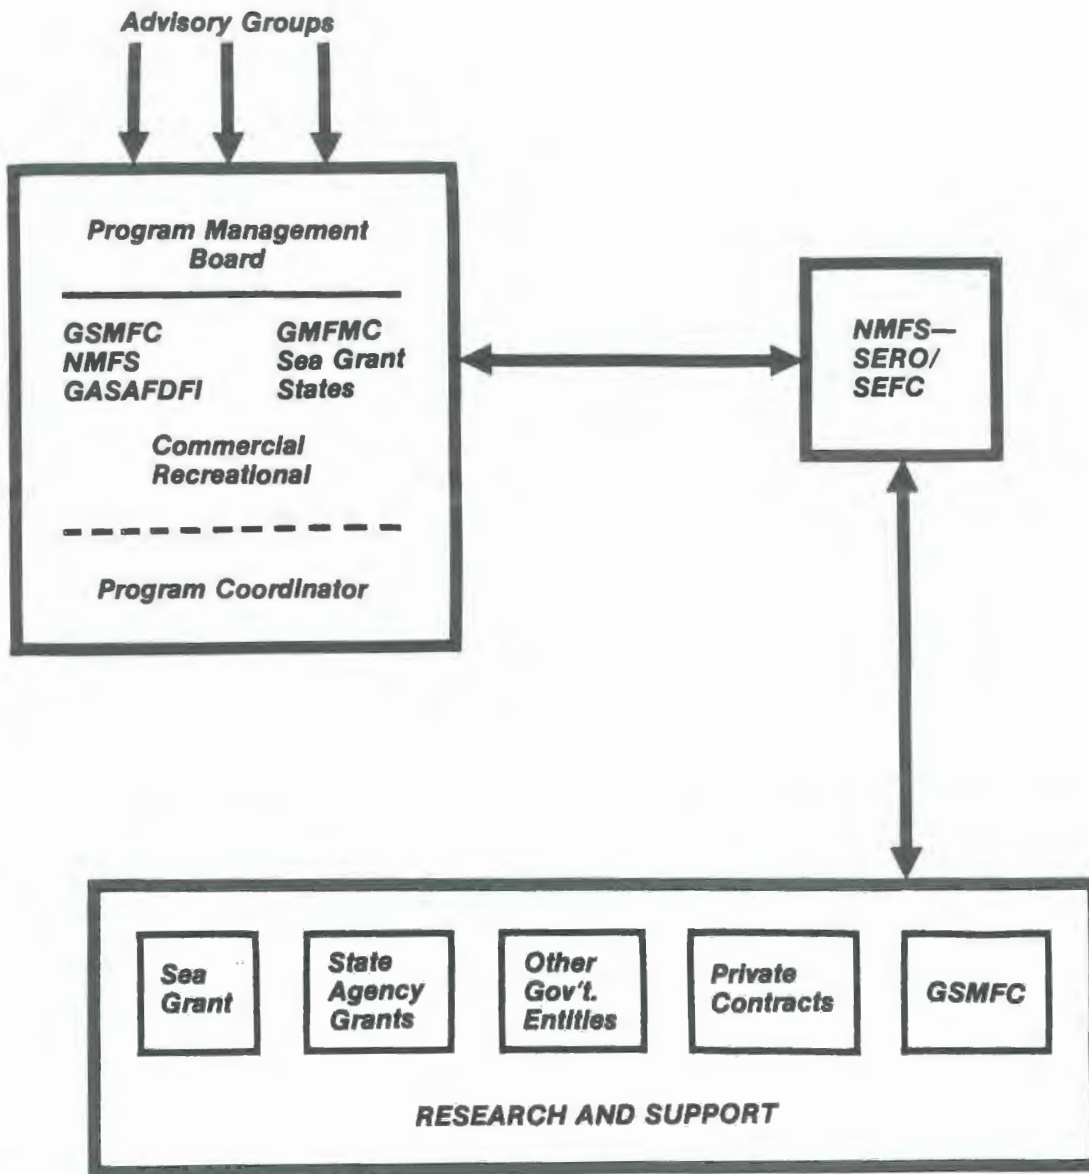 Advisory Groups
Program Management
Board
GSMFC
NMFS
GASAFDFI
GMFMC
Sea Grant
States
Commercial
Recreational
Program Coordinator
NMFS—
SERO/
SEFC
Sea
Grant
State
Agency
Grants
Other
Gov't.
Entities
Private
Contracts
GSMFC
RESEARCH AND SUPPORT